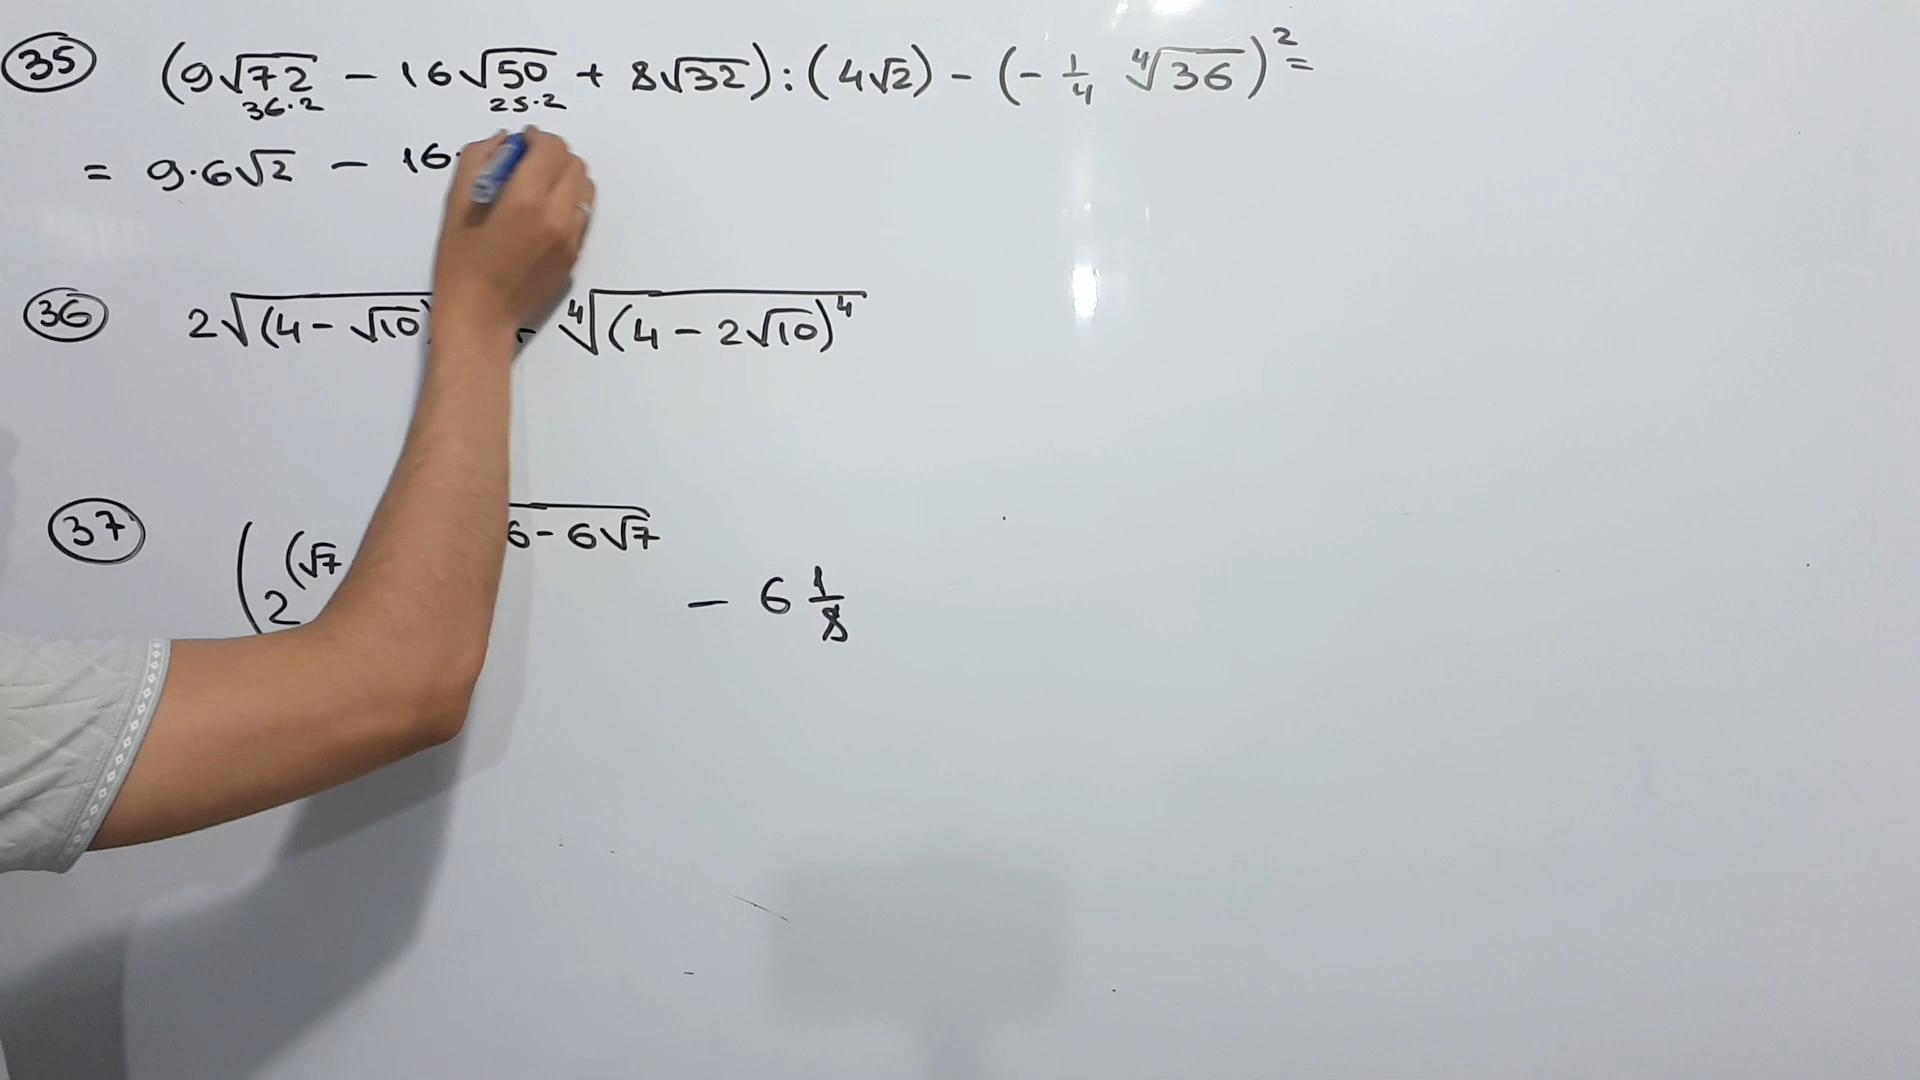 35 (9√72 − 16√50 + 8√32) : (4√2) − (− 1/4 ∜36)² =
36·2 25·2
= 9·6√2 − 16·
36 2√(4 − √10) ∜(4 − 2√10)⁴
37 (2^(√7 6 − 6√7 − 6 1/8